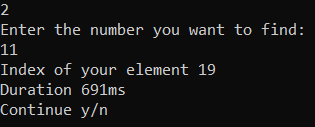 2
Enter the number you want to find:
11
Index of your element 19
Duration 691ms
Continue y/n